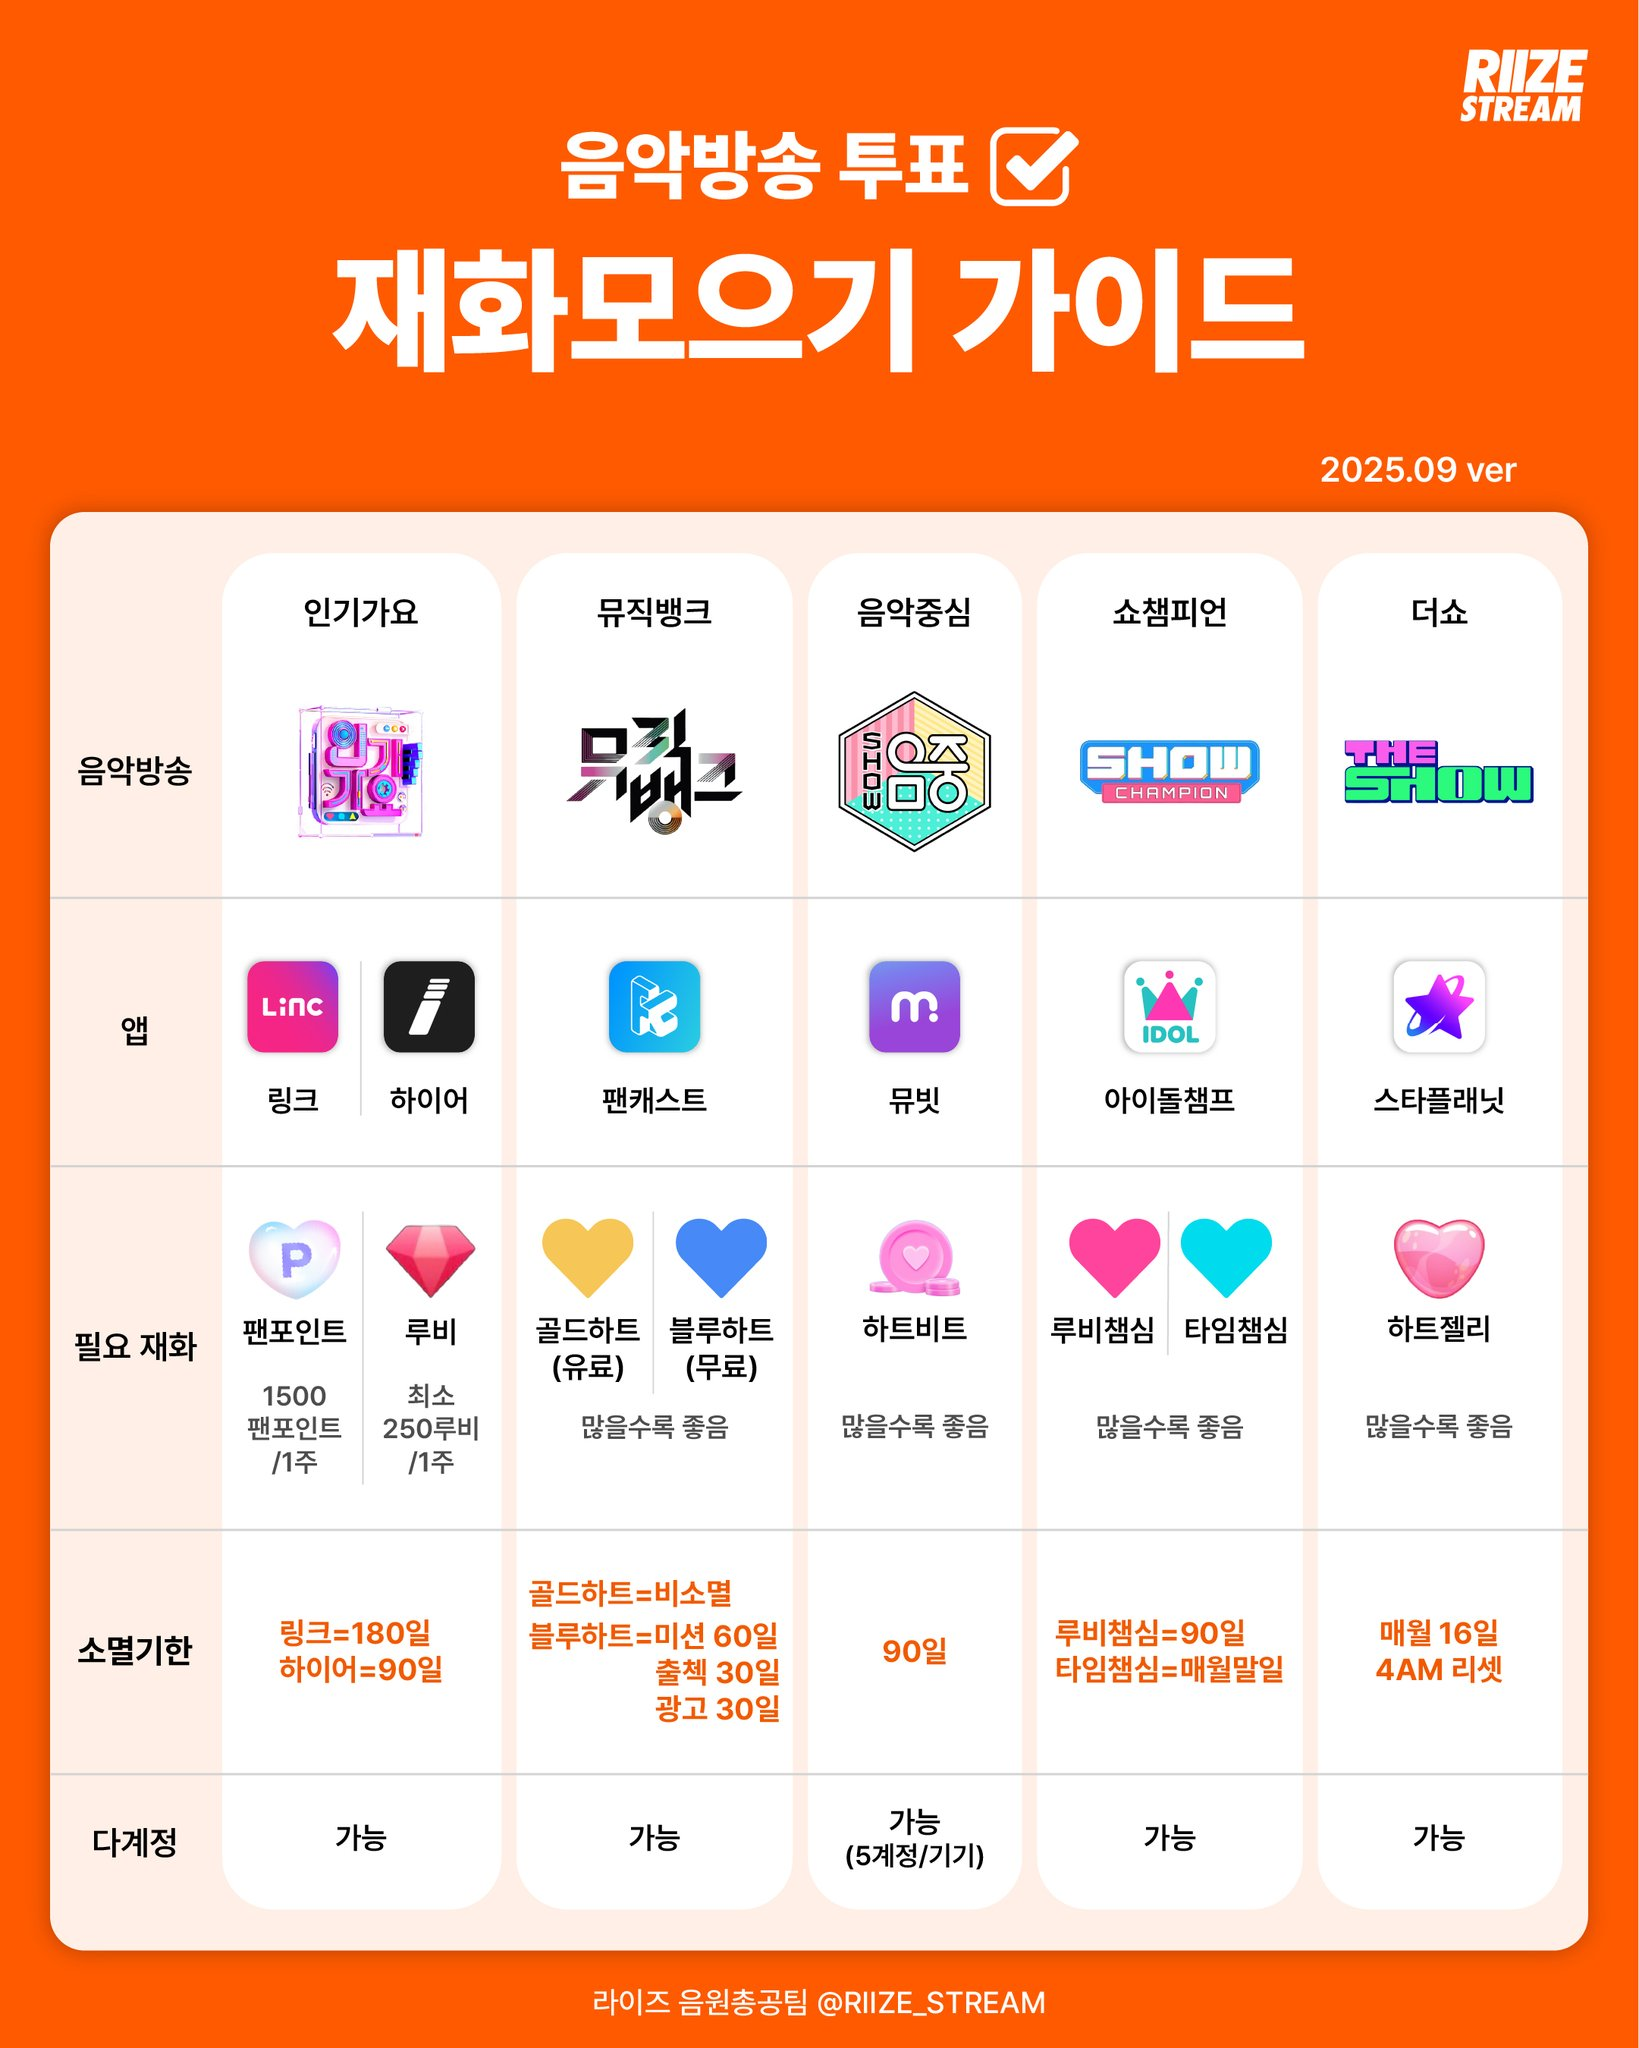 RIIZE
STREAM
음악방송 투표
재화모으기 가이드
2025.09 ver
음악방송
인기가요
뮤직뱅크
음악중심
쇼챔피언
더쇼
인기가요
뮤직뱅크
SHOW 음중
SHOW
CHAMPION
THE
SHOW
앱
Linc
m
IDOL
링크
하이어
팬캐스트
뮤빗
아이돌챔프
스타플래닛
필요 재화
P
팬포인트
루비
골드하트
(유료)
블루하트
(무료)
하트비트
루비챔심
타임챔심
하트젤리
1500
팬포인트
/1주
최소
250루비
/1주
많을수록 좋음
많을수록 좋음
많을수록 좋음
많을수록 좋음
소멸기한
링크=180일
하이어=90일
골드하트=비소멸
블루하트=미션 60일
출첵 30일
광고 30일
90일
루비챔심=90일
타임챔심=매월말일
매월 16일
4AM 리셋
다계정
가능
가능
가능
(5계정/기기)
가능
가능
라이즈 음원총공팀 @RIIZE_STREAM